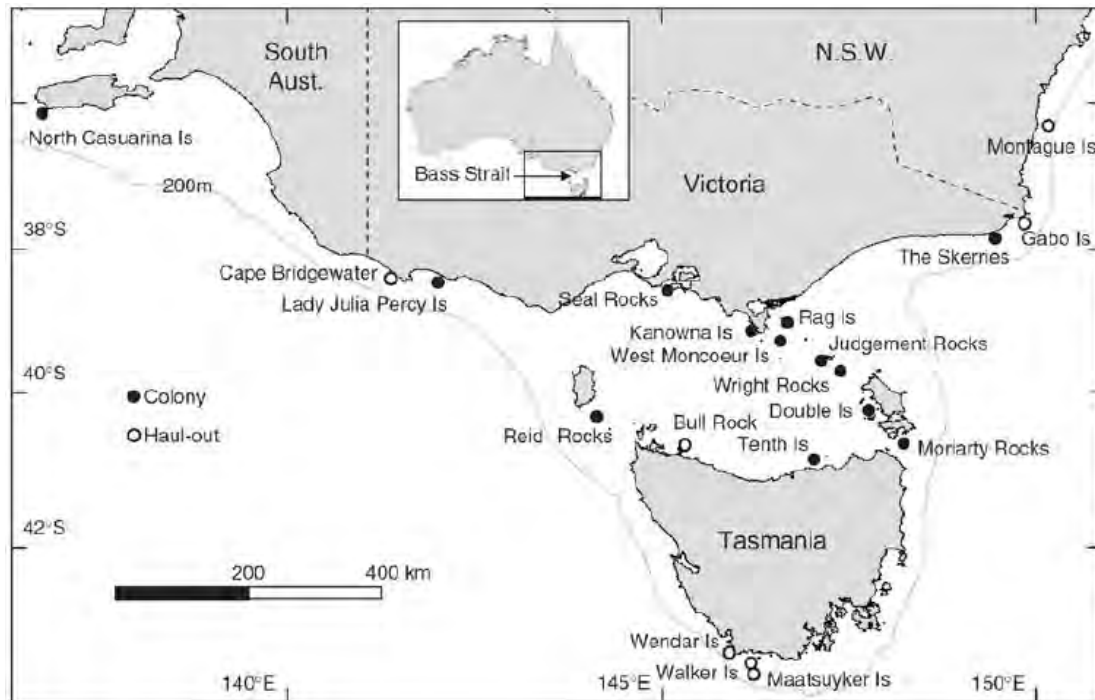 South
Aust.
N.S.W.
North Casuarina Is
Bass Strait
Montague Is
200m
Victoria
38°S
Gabo Is
The Skerries
Cape Bridgewater
Lady Julia Percy Is
Seal Rocks
Rag Is
Kanowna Is
Judgement Rocks
West Moncoeur Is
Wright Rocks
40°S
Colony
Double Is
Haul-out
Bull Rock
Reid Rocks
Tenth Is
Moriarty Rocks
42°S
Tasmania
200 400 km
Wendar Is
Walker Is
Maatsuyker Is
140°E 145°E 150°E